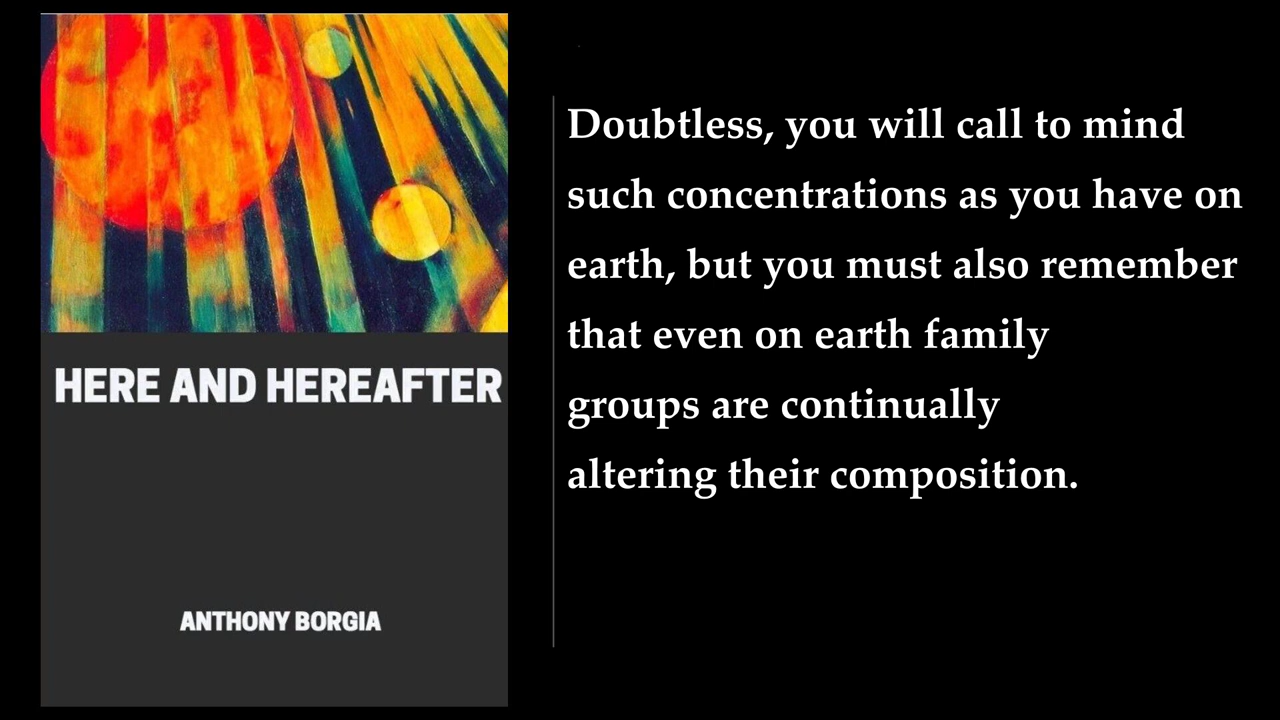 HERE AND HEREAFTER
ANTHONY BORGIA
Doubtless, you will call to mind
such concentrations as you have on
earth, but you must also remember
that even on earth family
groups are continually
altering their composition.